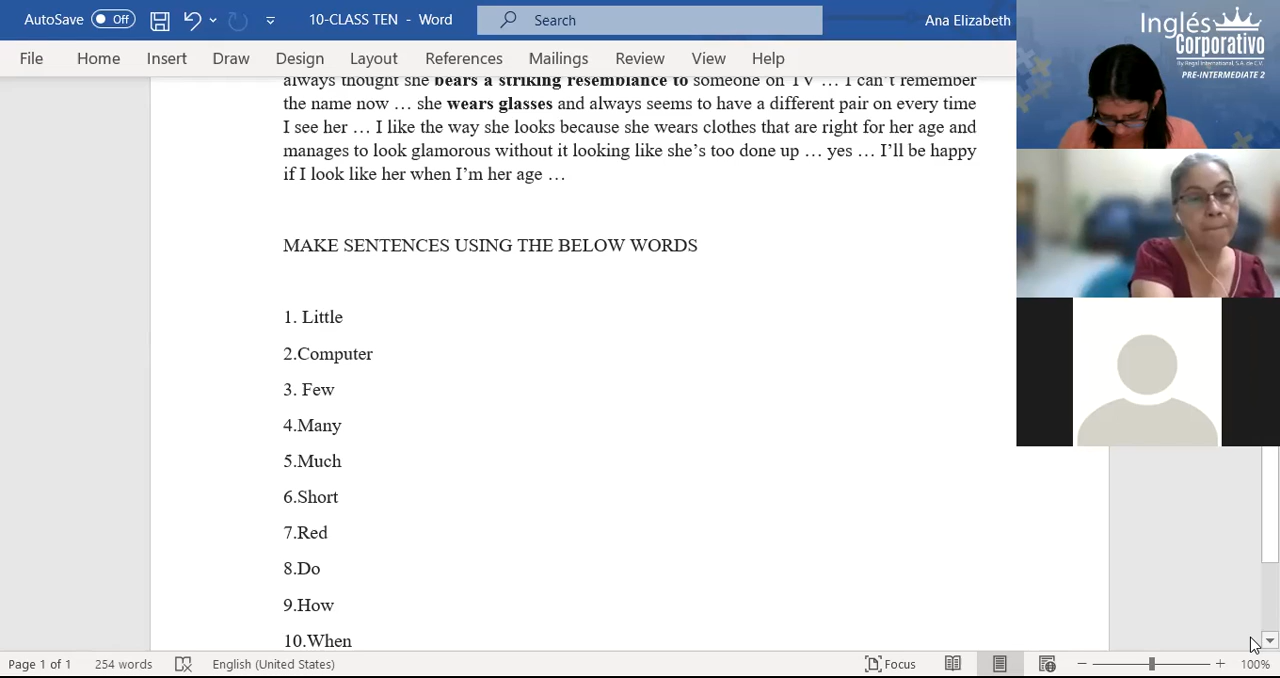 AutoSave Off 10-CLASS TEN - Word Search Ana Elizabeth
File Home Insert Draw Design Layout References Mailings Review View Help
always thought she bears a striking resemblance to someone on TV … I can't remember
the name now … she wears glasses and always seems to have a different pair on every time
I see her … I like the way she looks because she wears clothes that are right for her age and
manages to look glamorous without it looking like she's too done up … yes … I'll be happy
if I look like her when I'm her age …
MAKE SENTENCES USING THE BELOW WORDS
1. Little
2.Computer
3. Few
4.Many
5.Much
6.Short
7.Red
8.Do
9.How
10.When
Page 1 of 1 254 words English (United States) Focus 100%
Inglés
Corporativo
By Regal International, S.A. de C.V.
PRE-INTERMEDIATE 2